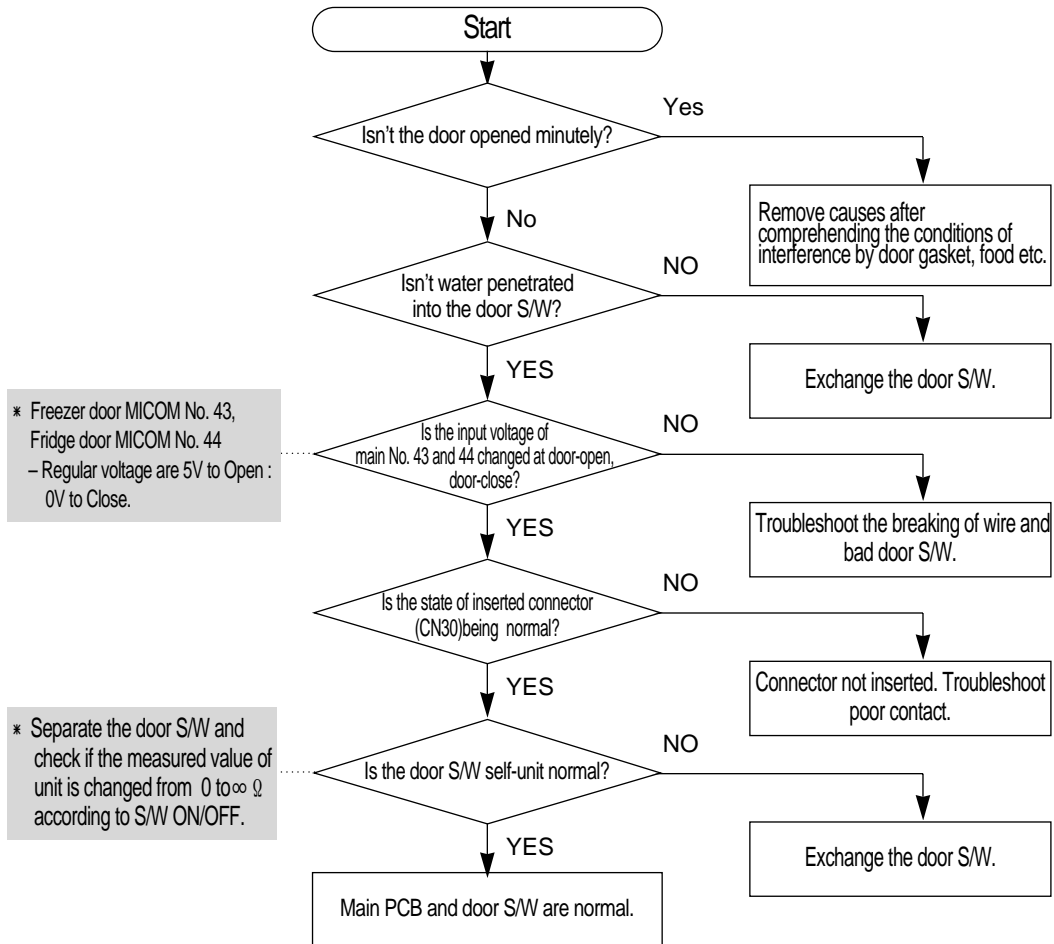 Start
Isn't the door opened minutely?
Yes
Remove causes after
comprehending the conditions of
interference by door gasket, food etc.
No
Isn't water penetrated
into the door S/W?
NO
Exchange the door S/W.
YES
* Freezer door MICOM No. 43,
Fridge door MICOM No. 44
– Regular voltage are 5V to Open :
0V to Close.
Is the input voltage of
main No. 43 and 44 changed at door-open,
door-close?
NO
Troubleshoot the breaking of wire and
bad door S/W.
YES
Is the state of inserted connector
(CN30)being normal?
NO
Connector not inserted. Troubleshoot
poor contact.
YES
* Separate the door S/W and
check if the measured value of
unit is changed from 0 to∞ Ω
according to S/W ON/OFF.
Is the door S/W self-unit normal?
NO
Exchange the door S/W.
YES
Main PCB and door S/W are normal.